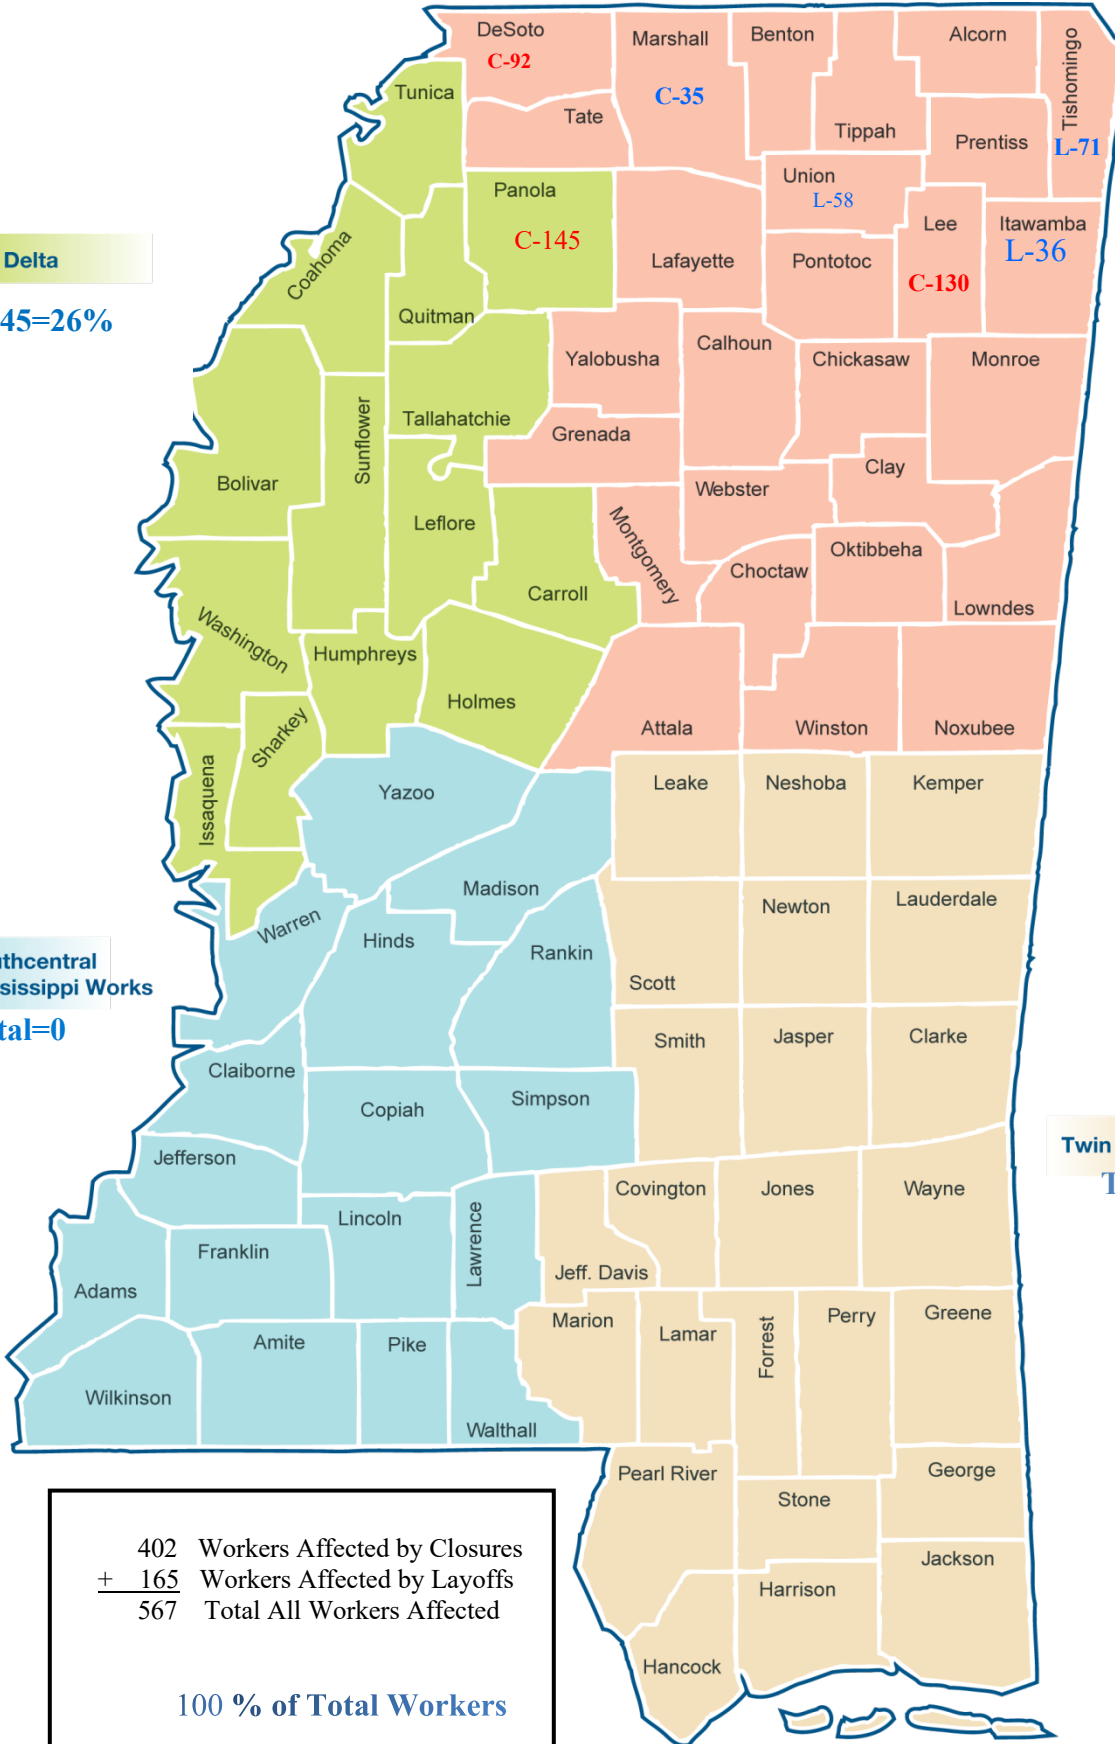 DeSoto
C-92
Marshall
C-35
Benton
Alcorn
Tishomingo
L-71
Tunica
Tate
Tippah
Prentiss
Panola
C-145
Union
L-58
Lee
C-130
Itawamba
L-36
Delta
45=26%
Coahoma
Quitman
Lafayette
Pontotoc
Yalobusha
Calhoun
Chickasaw
Monroe
Sunflower
Tallahatchie
Grenada
Bolivar
Leflore
Webster
Clay
Montgomery
Oktibbeha
Choctaw
Carroll
Lowndes
Washington
Humphreys
Holmes
Attala
Winston
Noxubee
Sharkey
Issaquena
Yazoo
Leake
Neshoba
Kemper
Madison
Newton
Lauderdale
Warren
Hinds
Rankin
Scott
uthcentral
sissippi Works
tal=0
Claiborne
Copiah
Simpson
Smith
Jasper
Clarke
Jefferson
Twin
T
Covington
Jones
Wayne
Lincoln
Lawrence
Franklin
Adams
Jeff. Davis
Marion
Lamar
Forrest
Perry
Greene
Amite
Pike
Wilkinson
Walthall
Pearl River
George
Stone
Jackson
Harrison
Hancock
402 Workers Affected by Closures
+ 165 Workers Affected by Layoffs
567 Total All Workers Affected
100 % of Total Workers